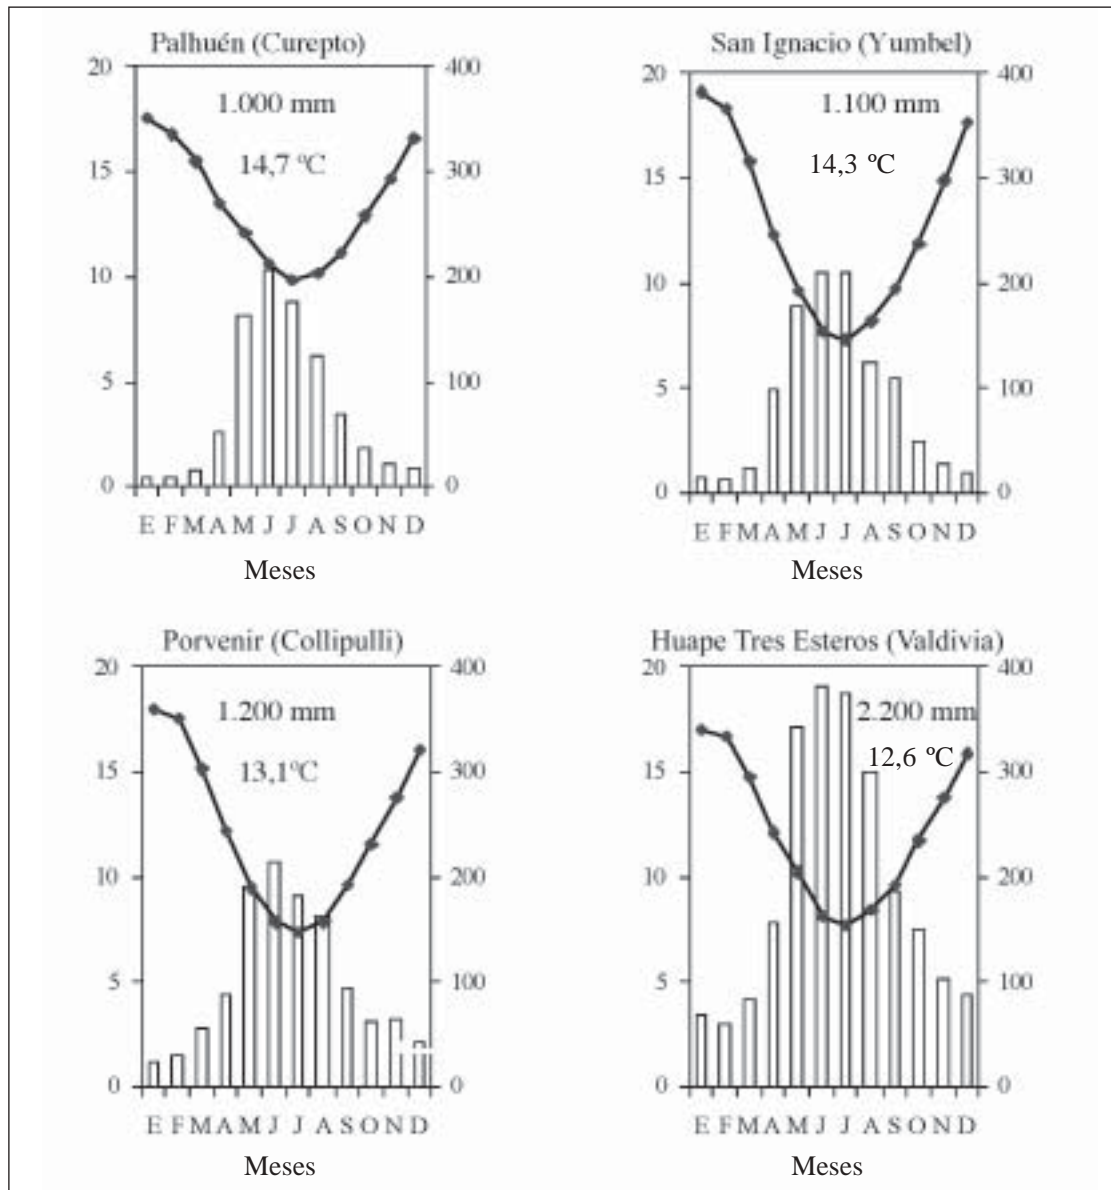 Palhuén (Curepto)
20 400
1.000 mm
15 14,7 ºC 300
10 200
5 100
0 0
E F M A M J J A S O N D
Meses
San Ignacio (Yumbel)
20 400
1.100 mm
15 14,3 ºC 300
10 200
5 100
0 0
E F M A M J J A S O N D
Meses
Porvenir (Collipulli)
20 400
1.200 mm
15 13,1ºC 300
10 200
5 100
0 0
E F M A M J J A S O N D
Meses
Huape Tres Esteros (Valdivia)
20 400
2.200 mm
15 12,6 ºC 300
10 200
5 100
0 0
E F M A M J J A S O N D
Meses